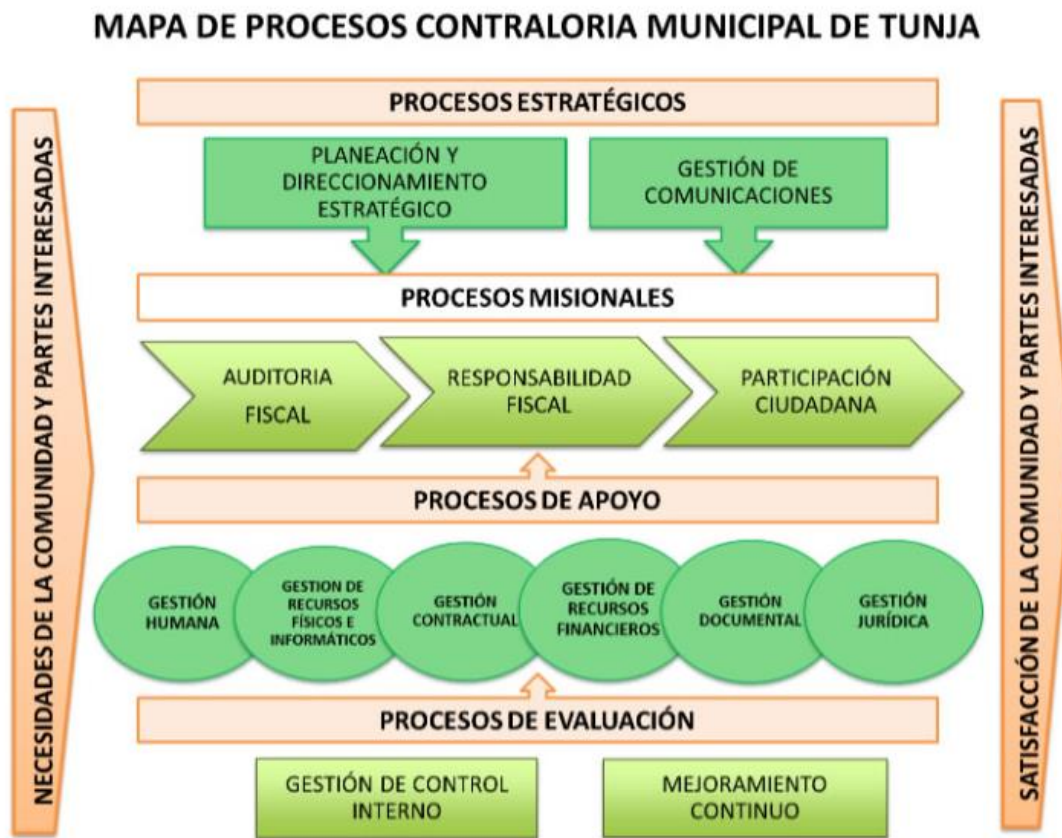 MAPA DE PROCESOS CONTRALORIA MUNICIPAL DE TUNJA
NECESIDADES DE LA COMUNIDAD Y PARTES INTERESADAS
PROCESOS ESTRATÉGICOS
PLANEACIÓN Y
DIRECCIONAMIENTO
ESTRATÉGICO
GESTIÓN DE
COMUNICACIONES
PROCESOS MISIONALES
AUDITORIA
FISCAL
RESPONSABILIDAD
FISCAL
PARTICIPACIÓN
CIUDADANA
PROCESOS DE APOYO
GESTIÓN
HUMANA
GESTION DE
RECURSOS
FÍSICOS E
INFORMÁTICOS
GESTIÓN
CONTRACTUAL
GESTIÓN DE
RECURSOS
FINANCIEROS
GESTIÓN
DOCUMENTAL
GESTIÓN
JURÍDICA
PROCESOS DE EVALUACIÓN
GESTIÓN DE CONTROL
INTERNO
MEJORAMIENTO
CONTINUO
SATISFACCIÓN DE LA COMUNIDAD Y PARTES INTERESADAS